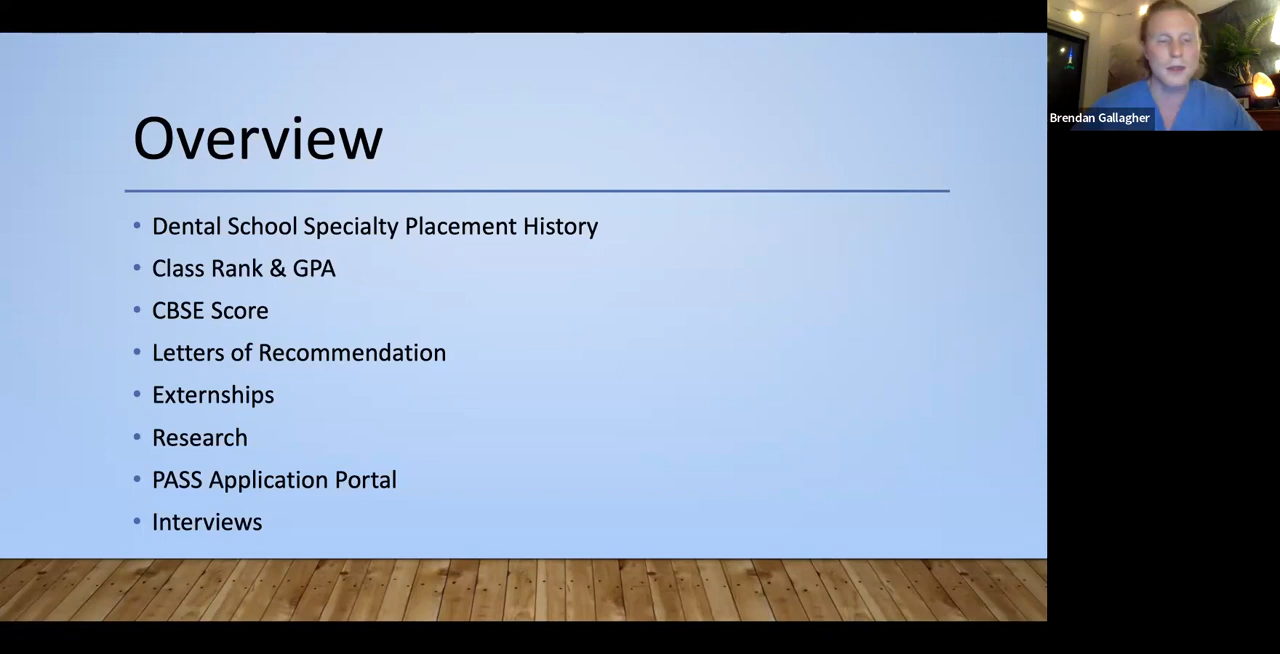 Overview
• Dental School Specialty Placement History
• Class Rank & GPA
• CBSE Score
• Letters of Recommendation
• Externships
• Research
• PASS Application Portal
• Interviews
Brendan Gallagher